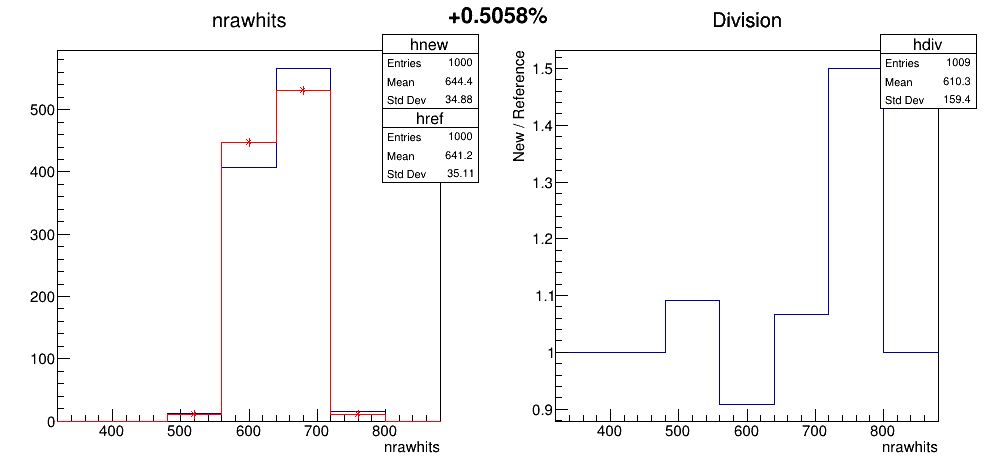 +0.5058%
nrawhits
hnew
Entries 1000
Mean 644.4
Std Dev 34.88
href
Entries 1000
Mean 641.2
Std Dev 35.11
500
400
300
200
100
0
400 500 600 700 800
nrawhits
Division
hdiv
Entries 1009
Mean 610.3
Std Dev 159.4
New / Reference
1.5
1.4
1.3
1.2
1.1
1
0.9
400 500 600 700 800
nrawhits